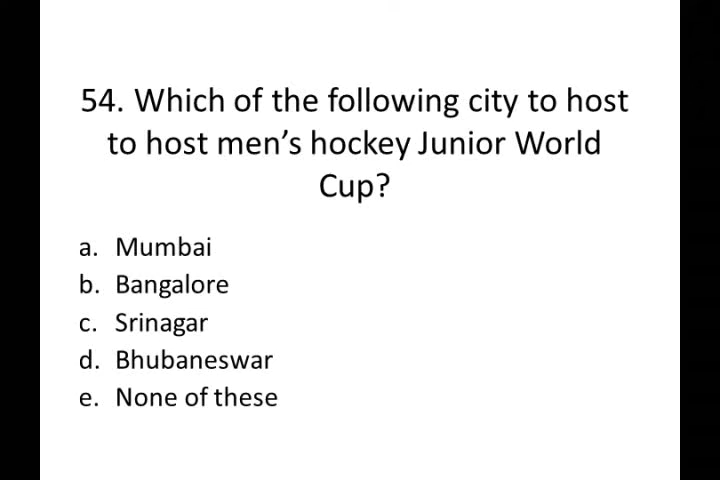 54. Which of the following city to host
to host men’s hockey Junior World
Cup?
a. Mumbai
b. Bangalore
c. Srinagar
d. Bhubaneswar
e. None of these